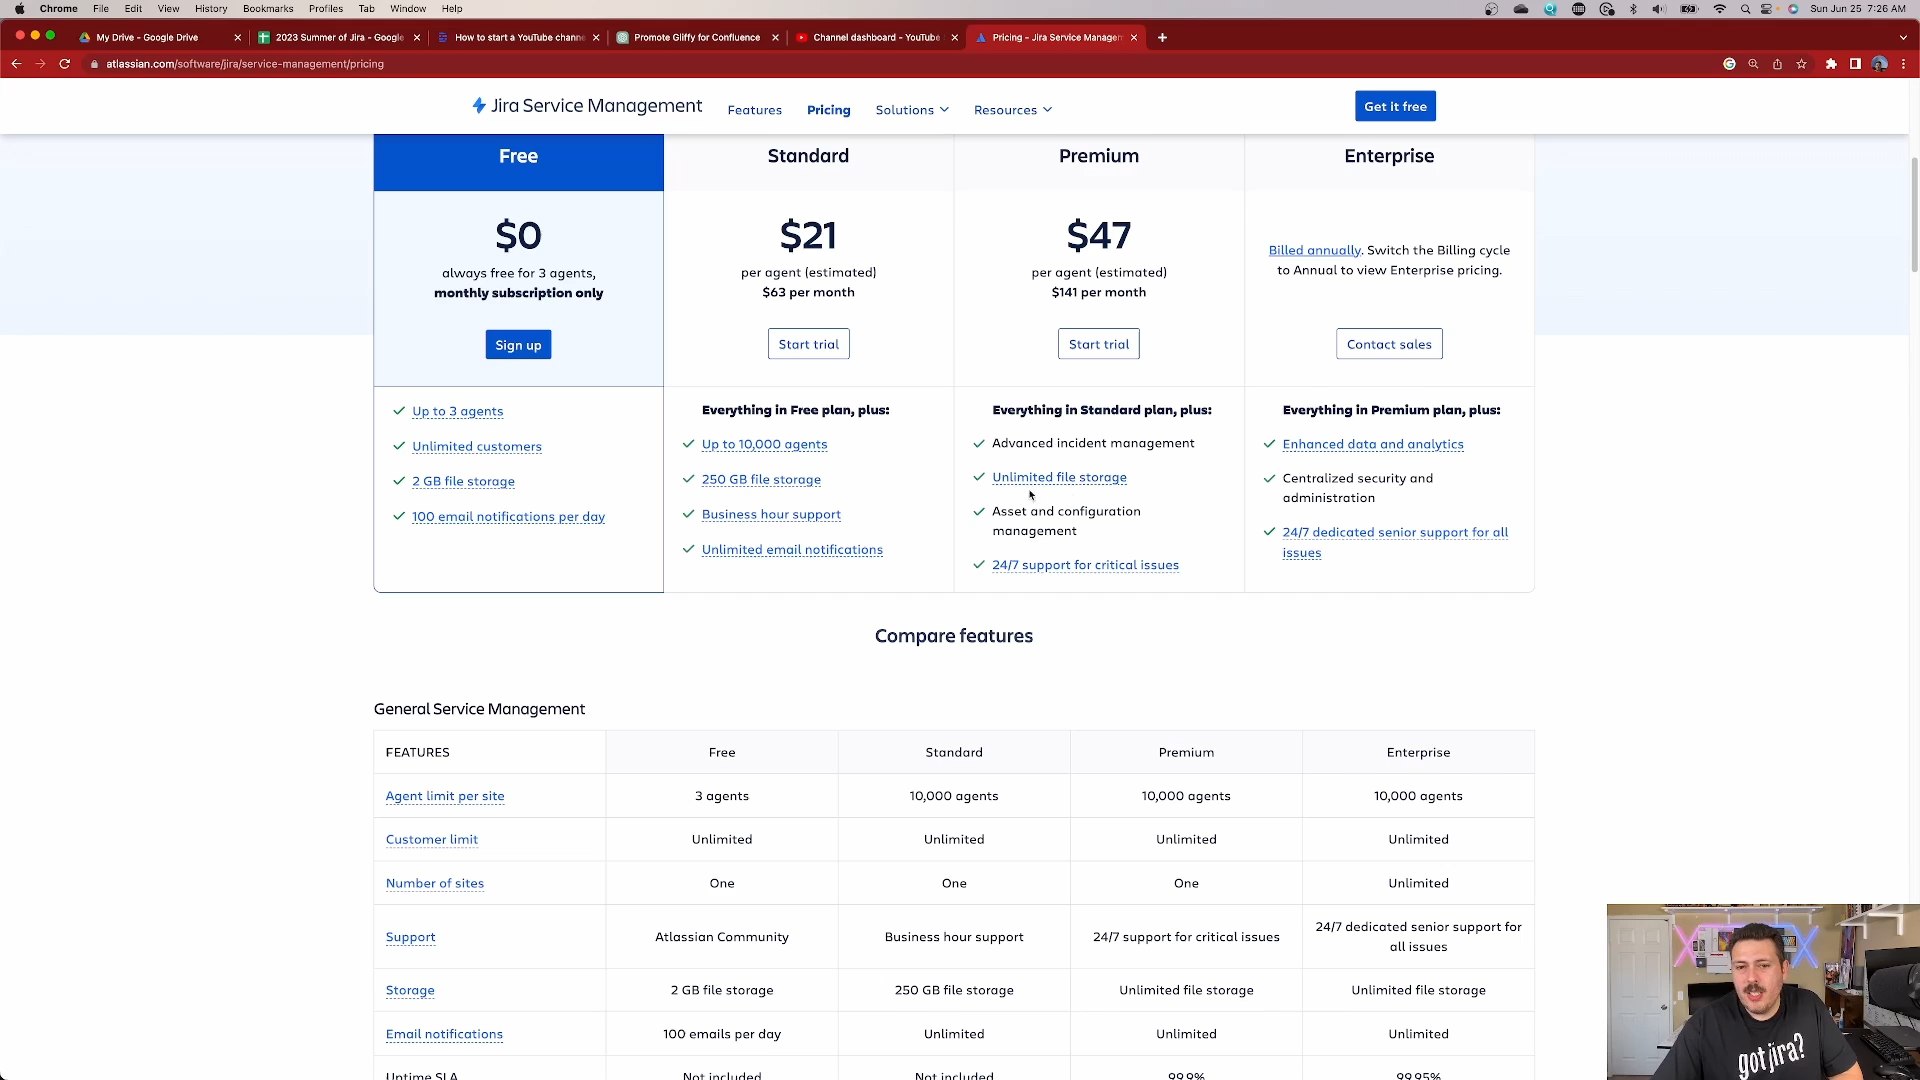 Chrome File Edit View History Bookmarks Profiles Tab Window Help
Sun Jun 25 7:26 AM
My Drive - Google Drive
2023 Summer of Jira - Google
How to start a YouTube chann
Promote Gliffy for Confluence
Channel dashboard - YouTube
Pricing - Jira Service Managem
atlassian.com/software/jira/service-management/pricing
Jira Service Management
Features
Pricing
Solutions
Resources
Get it free
Free
Standard
Premium
Enterprise
$0
always free for 3 agents,
monthly subscription only
Sign up
$21
per agent (estimated)
$63 per month
Start trial
$47
per agent (estimated)
$141 per month
Start trial
Billed annually. Switch the Billing cycle
to Annual to view Enterprise pricing.
Contact sales
Up to 3 agents
Unlimited customers
2 GB file storage
100 email notifications per day
Everything in Free plan, plus:
Up to 10,000 agents
250 GB file storage
Business hour support
Unlimited email notifications
Everything in Standard plan, plus:
Advanced incident management
Unlimited file storage
Asset and configuration
management
24/7 support for critical issues
Everything in Premium plan, plus:
Enhanced data and analytics
Centralized security and
administration
24/7 dedicated senior support for all
issues
Compare features
General Service Management
FEATURES Free Standard Premium Enterprise
Agent limit per site 3 agents 10,000 agents 10,000 agents 10,000 agents
Customer limit Unlimited Unlimited Unlimited Unlimited
Number of sites One One One Unlimited
Support Atlassian Community Business hour support 24/7 support for critical issues 24/7 dedicated senior support for
all issues
Storage 2 GB file storage 250 GB file storage Unlimited file storage Unlimited file storage
Email notifications 100 emails per day Unlimited Unlimited Unlimited
Uptime SLA Not included Not included 99.9% 99.95%
got jira?